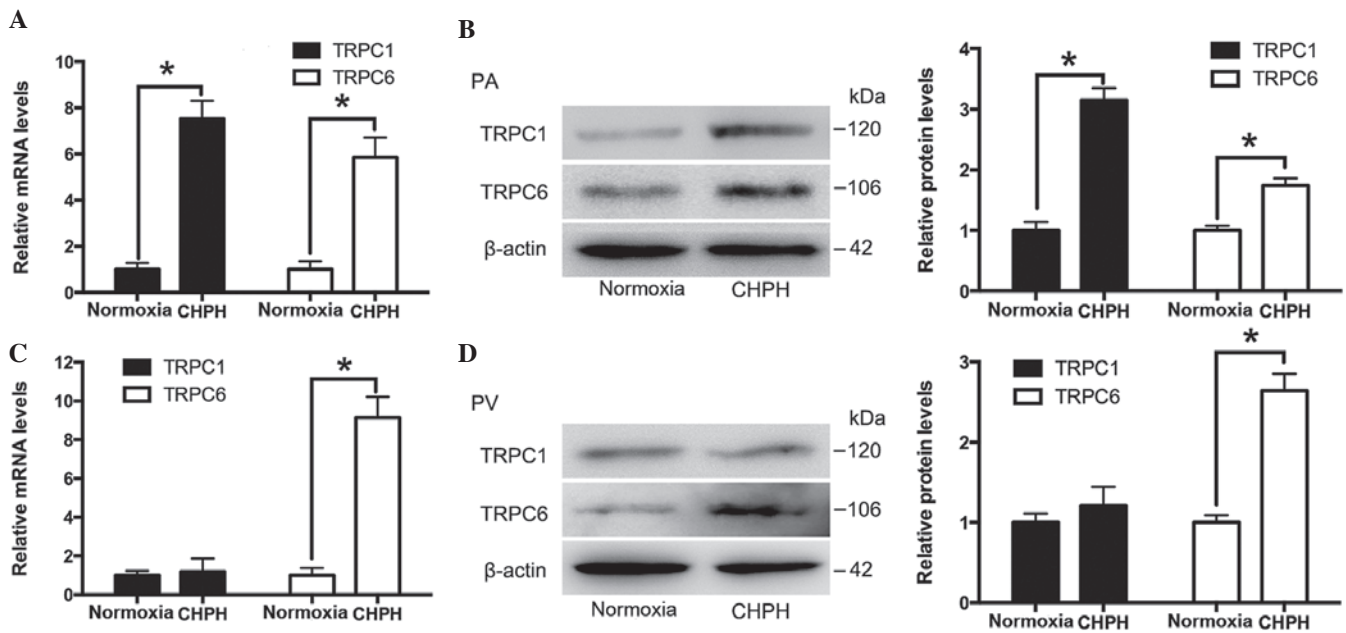 A
Relative mRNA levels
10
8
6
4
2
0
TRPC1
TRPC6
*
*
Normoxia CHPH Normoxia CHPH
B
PA
kDa
TRPC1 120
TRPC6 106
β-actin 42
Normoxia CHPH
Relative protein levels
4
3
2
1
0
TRPC1
TRPC6
*
*
Normoxia CHPH Normoxia CHPH
C
Relative mRNA levels
12
10
8
6
4
2
0
TRPC1
TRPC6
*
Normoxia CHPH Normoxia CHPH
D
PV
kDa
TRPC1 120
TRPC6 106
β-actin 42
Normoxia CHPH
Relative protein levels
3
2
1
0
TRPC1
TRPC6
*
Normoxia CHPH Normoxia CHPH